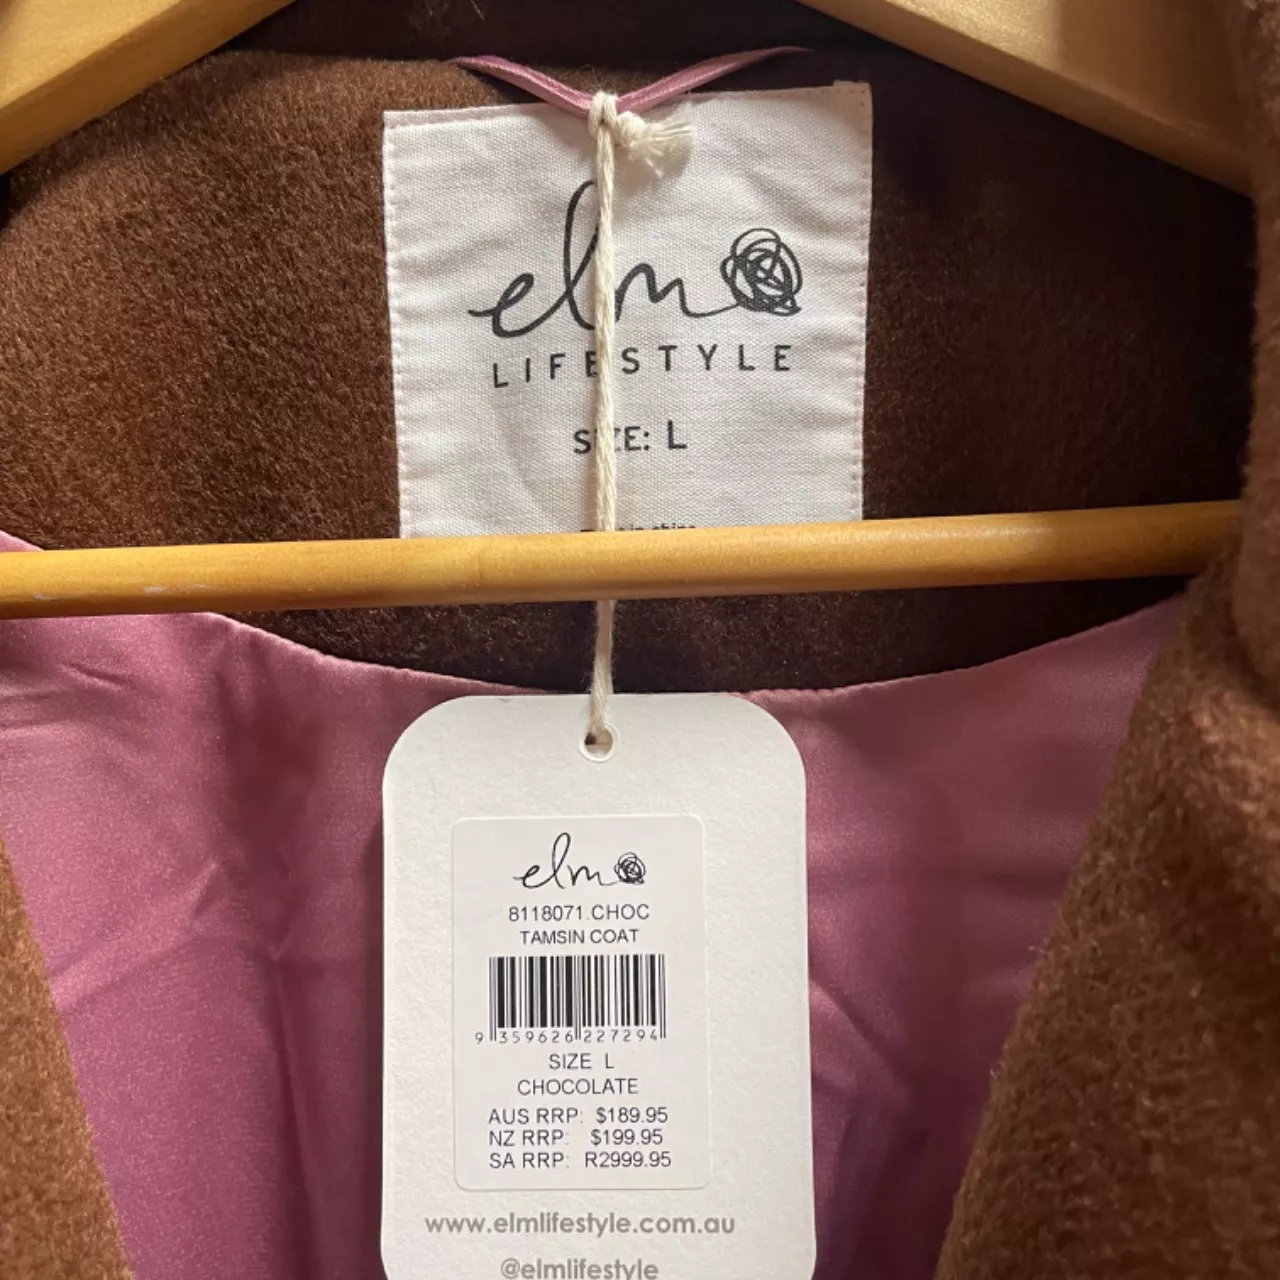 elm
LIFESTYLE
SIZE: L
elm
8118071.CHOC
TAMSIN COAT
9 359626 227294
SIZE L
CHOCOLATE
AUS RRP: $189.95
NZ RRP: $199.95
SA RRP: R2999.95
www.elmlifestyle.com.au
@elmlifestyle